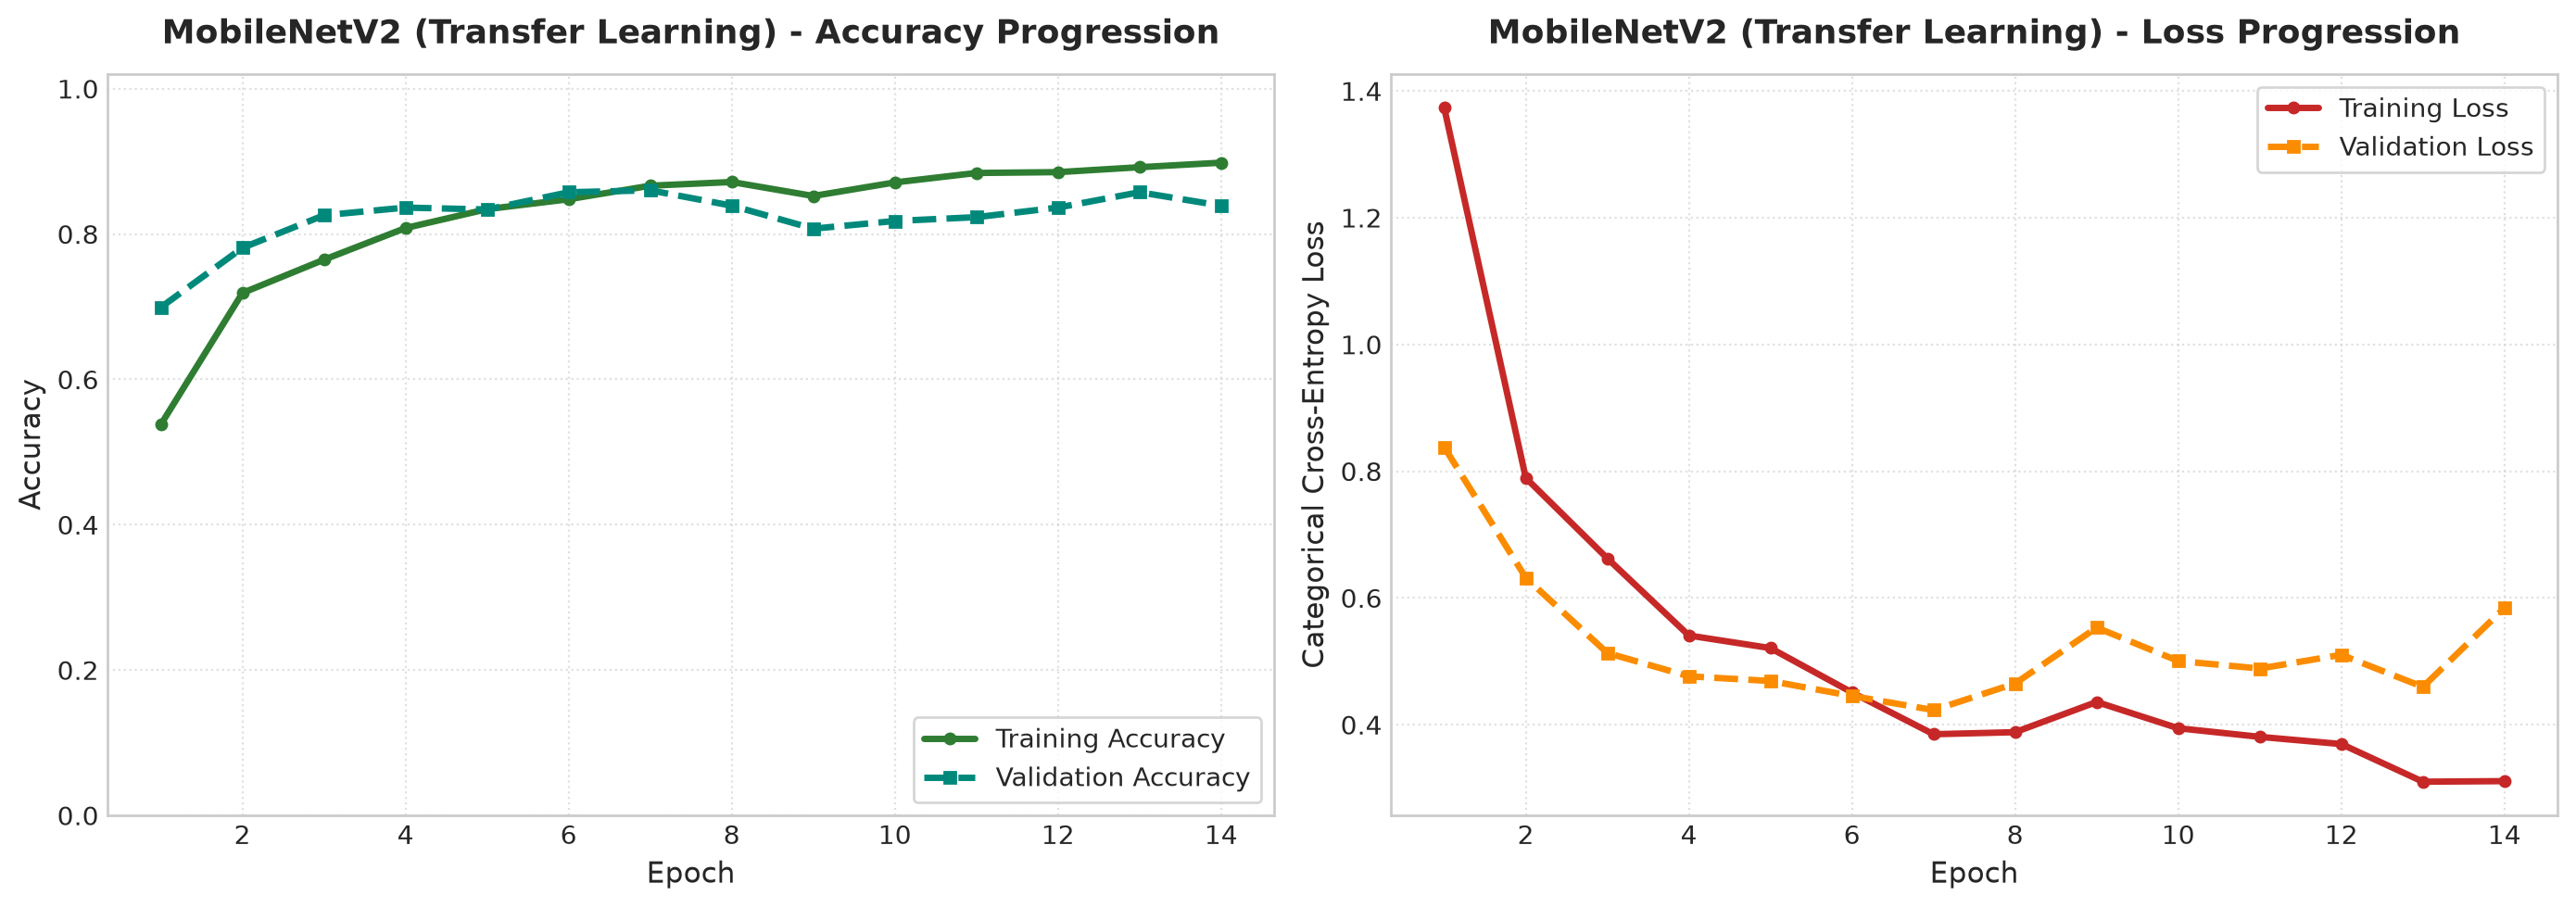 MobileNetV2 (Transfer Learning) - Accuracy Progression
1.0
0.8
0.6
0.4
0.2
0.0
Accuracy
2 4 6 8 10 12 14
Epoch
Training Accuracy
Validation Accuracy
MobileNetV2 (Transfer Learning) - Loss Progression
1.4
1.2
1.0
0.8
0.6
0.4
Categorical Cross-Entropy Loss
2 4 6 8 10 12 14
Epoch
Training Loss
Validation Loss